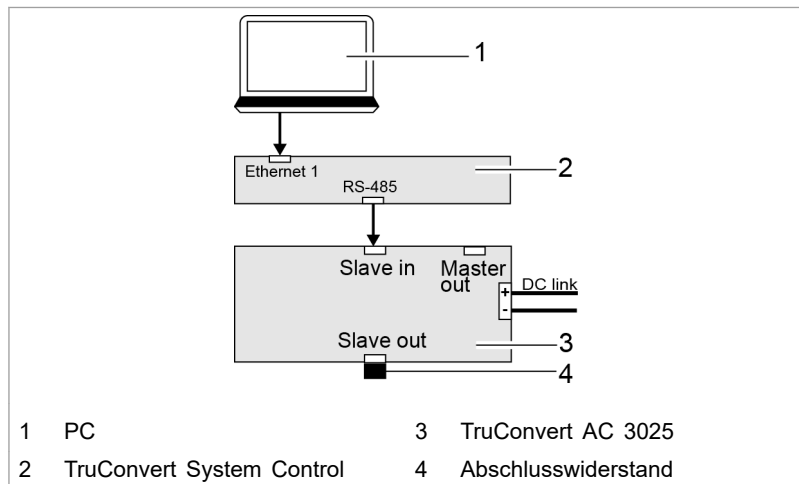 1
Ethernet 1
2
RS-485
Slave in
Master
out
DC link
+
-
Slave out
3
4
1 PC
3 TruConvert AC 3025
2 TruConvert System Control
4 Abschlusswiderstand